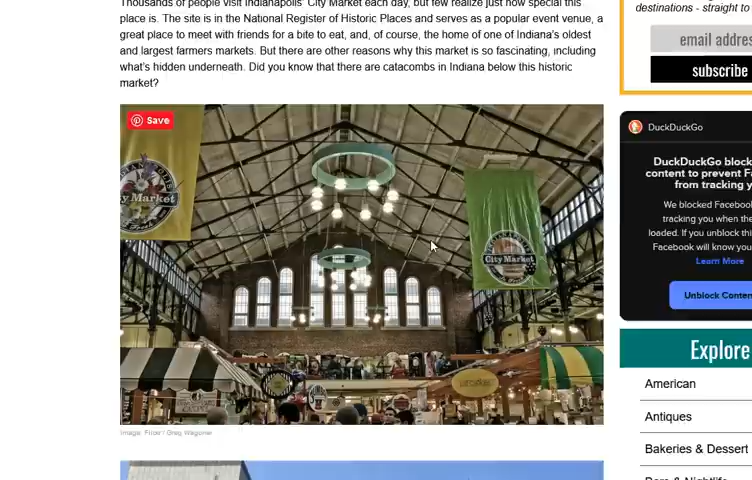 Thousands of people visit Indianapolis' City Market each day, but few realize just how special this
place is. The site is in the National Register of Historic Places and serves as a popular event venue, a
great place to meet with friends for a bite to eat, and, of course, the home of one of Indiana's oldest
and largest farmers markets. But there are other reasons why this market is so fascinating, including
what's hidden underneath. Did you know that there are catacombs in Indiana below this historic
market?
Save
y Market
City Market
Image: Flickr / Greg Wagoner
destinations - straight to
email addres
subscribe
DuckDuckGo
DuckDuckGo block
content to prevent Fa
from tracking y
We blocked Facebook
tracking you when the
loaded. If you unblock this
Facebook will know you
Learn More
Unblock Conten
Explore
American
Antiques
Bakeries & Dessert